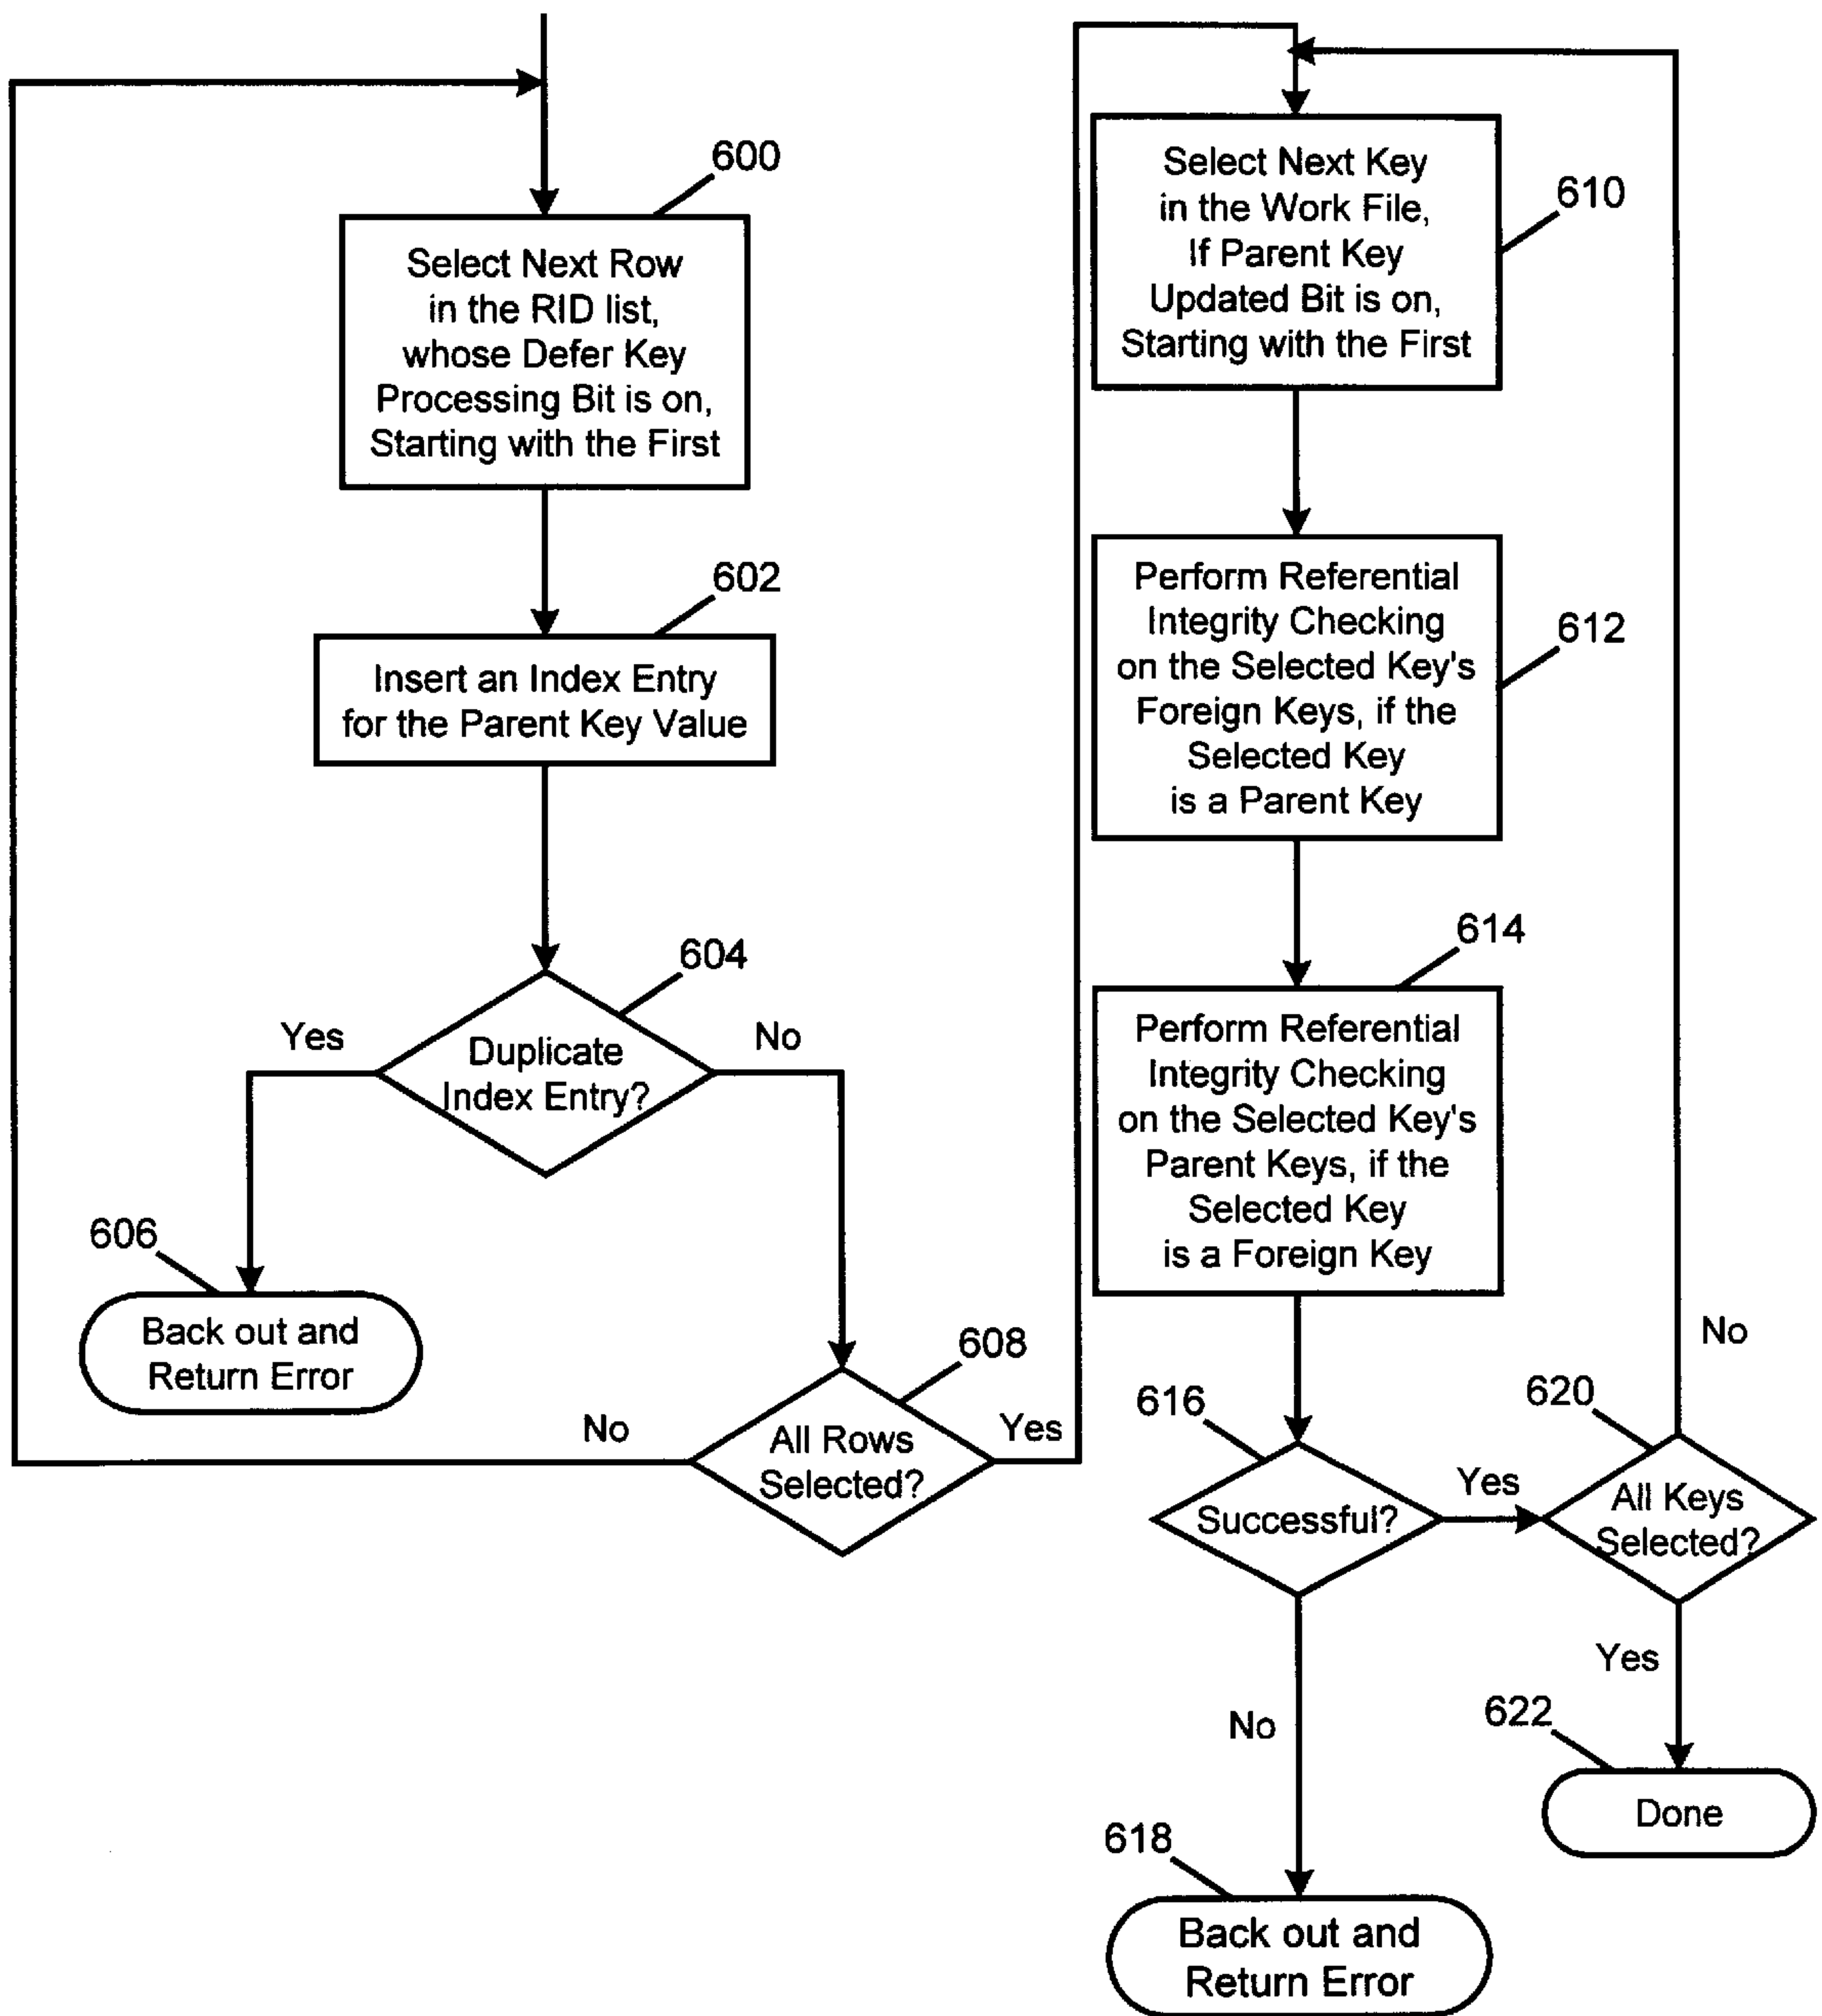 600
Select Next Row
in the RID list,
whose Defer Key
Processing Bit is on,
Starting with the First
602
Insert an Index Entry
for the Parent Key Value
604
Yes
No
Duplicate
Index Entry?
606
Back out and
Return Error
608
No
Yes
All Rows
Selected?
610
Select Next Key
in the Work File,
If Parent Key
Updated Bit is on,
Starting with the First
612
Perform Referential
Integrity Checking
on the Selected Key's
Foreign Keys, if the
Selected Key
is a Parent Key
614
Perform Referential
Integrity Checking
on the Selected Key's
Parent Keys, if the
Selected Key
is a Foreign Key
616
Successful?
Yes
No
620
All Keys
Selected?
No
Yes
622
Done
618
Back out and
Return Error